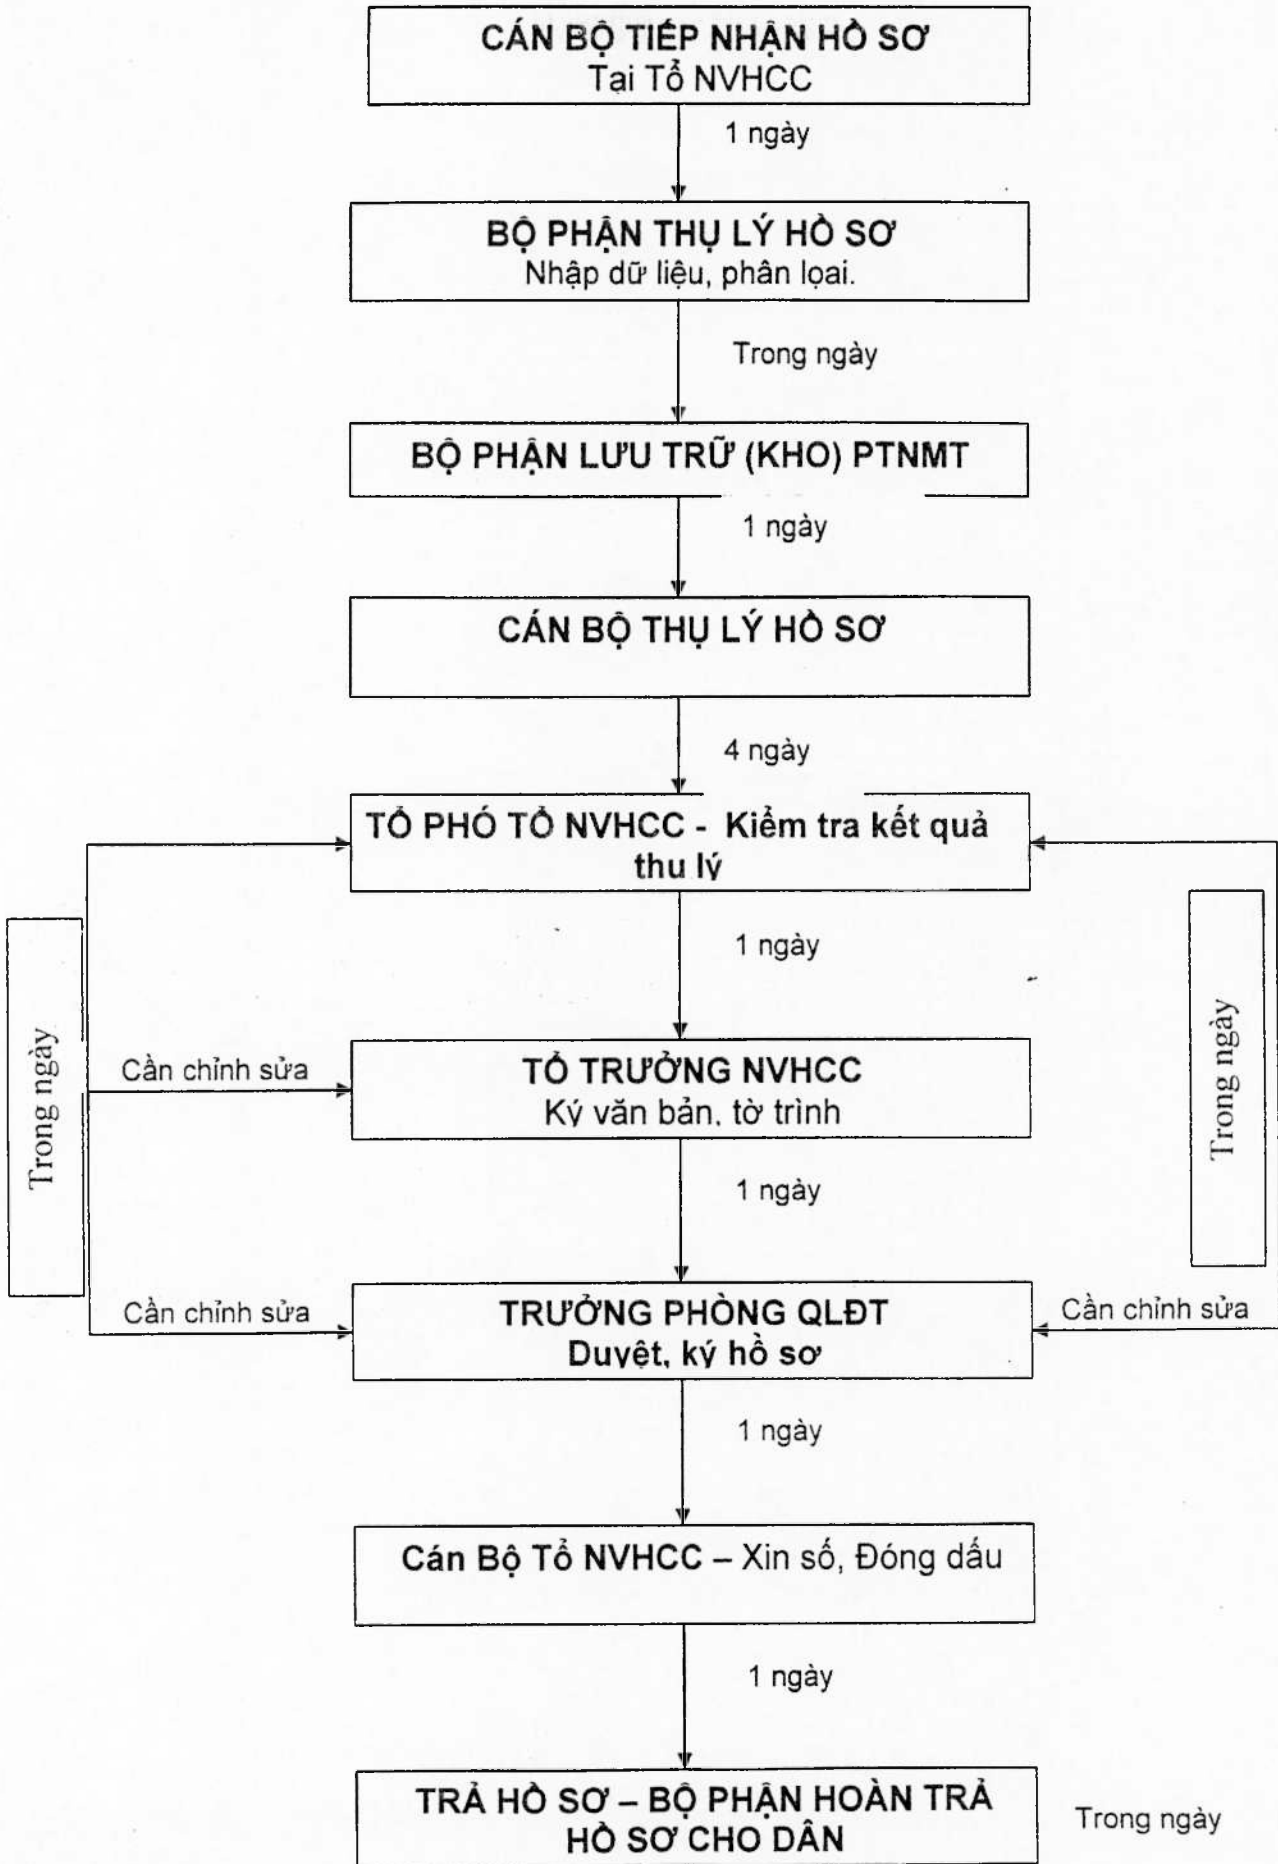 CÁN BỘ TIẾP NHẬN HỒ SƠ
Tại Tổ NVHCC
1 ngày
BỘ PHẬN THỤ LÝ HỒ SƠ
Nhập dữ liệu, phân lọai.
Trong ngày
BỘ PHẬN LƯU TRỮ (KHO) PTNMT
1 ngày
CÁN BỘ THỤ LÝ HỒ SƠ
4 ngày
TỔ PHÓ TỔ NVHCC - Kiểm tra kết quả
thụ lý
1 ngày
Trong ngày
Trong ngày
Cần chỉnh sửa
TỔ TRƯỞNG NVHCC
Ký văn bản, tờ trình
1 ngày
Cần chỉnh sửa
TRƯỞNG PHÒNG QLĐT
Duyệt, ký hồ sơ
Cần chỉnh sửa
1 ngày
Cán Bộ Tổ NVHCC – Xin số, Đóng dấu
1 ngày
TRẢ HỒ SƠ – BỘ PHẬN HOÀN TRẢ
HỒ SƠ CHO DÂN
Trong ngày